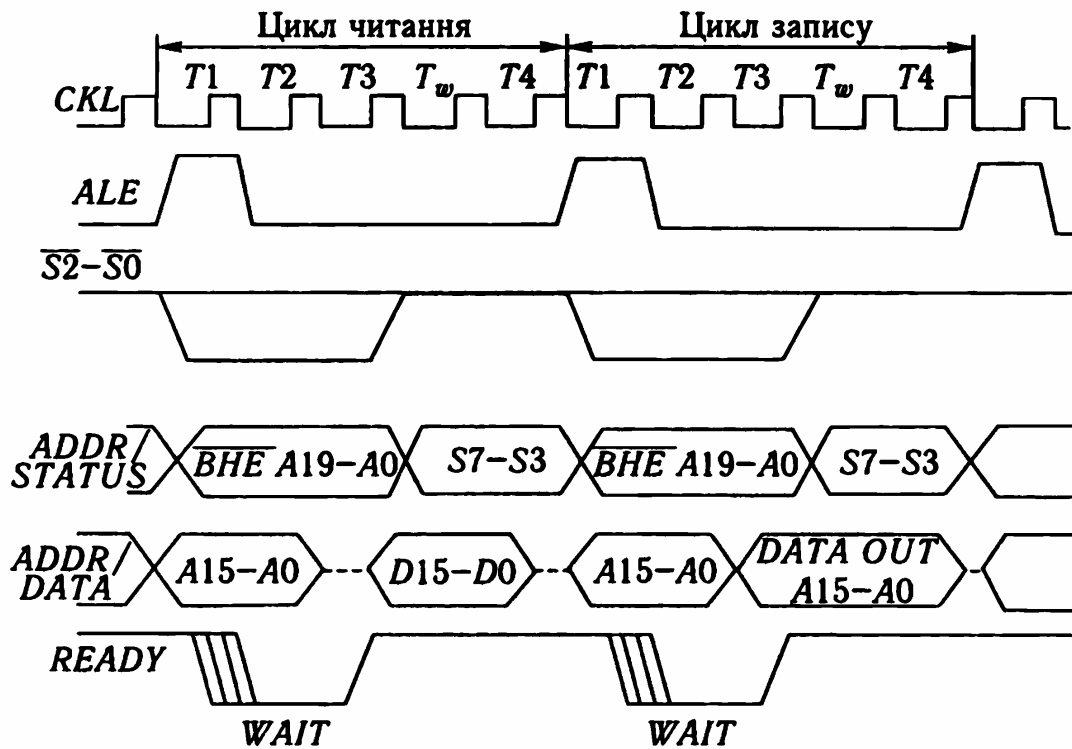 Цикл читання Цикл запису
T1 T2 T3 Tw T4 T1 T2 T3 Tw T4
CKL
ALE
S2–S0
ADDR/
STATUS
BHE A19–A0 S7–S3 BHE A19–A0 S7–S3
ADDR/
DATA
A15–A0 D15–D0 A15–A0 DATA OUT
A15–A0
READY
WAIT WAIT